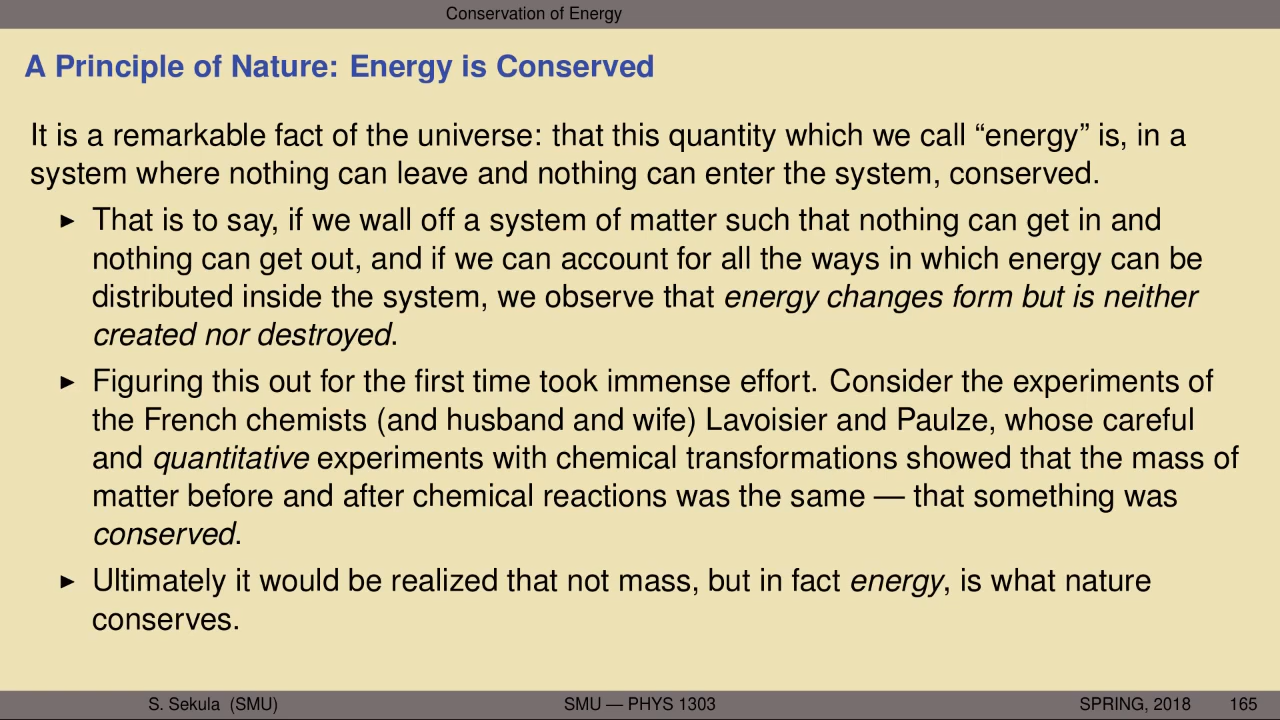 Conservation of Energy
A Principle of Nature: Energy is Conserved
It is a remarkable fact of the universe: that this quantity which we call “energy” is, in a
system where nothing can leave and nothing can enter the system, conserved.
▶ That is to say, if we wall off a system of matter such that nothing can get in and
nothing can get out, and if we can account for all the ways in which energy can be
distributed inside the system, we observe that energy changes form but is neither
created nor destroyed.
▶ Figuring this out for the first time took immense effort. Consider the experiments of
the French chemists (and husband and wife) Lavoisier and Paulze, whose careful
and quantitative experiments with chemical transformations showed that the mass of
matter before and after chemical reactions was the same — that something was
conserved.
▶ Ultimately it would be realized that not mass, but in fact energy, is what nature
conserves.
S. Sekula (SMU) SMU — PHYS 1303 SPRING, 2018 165